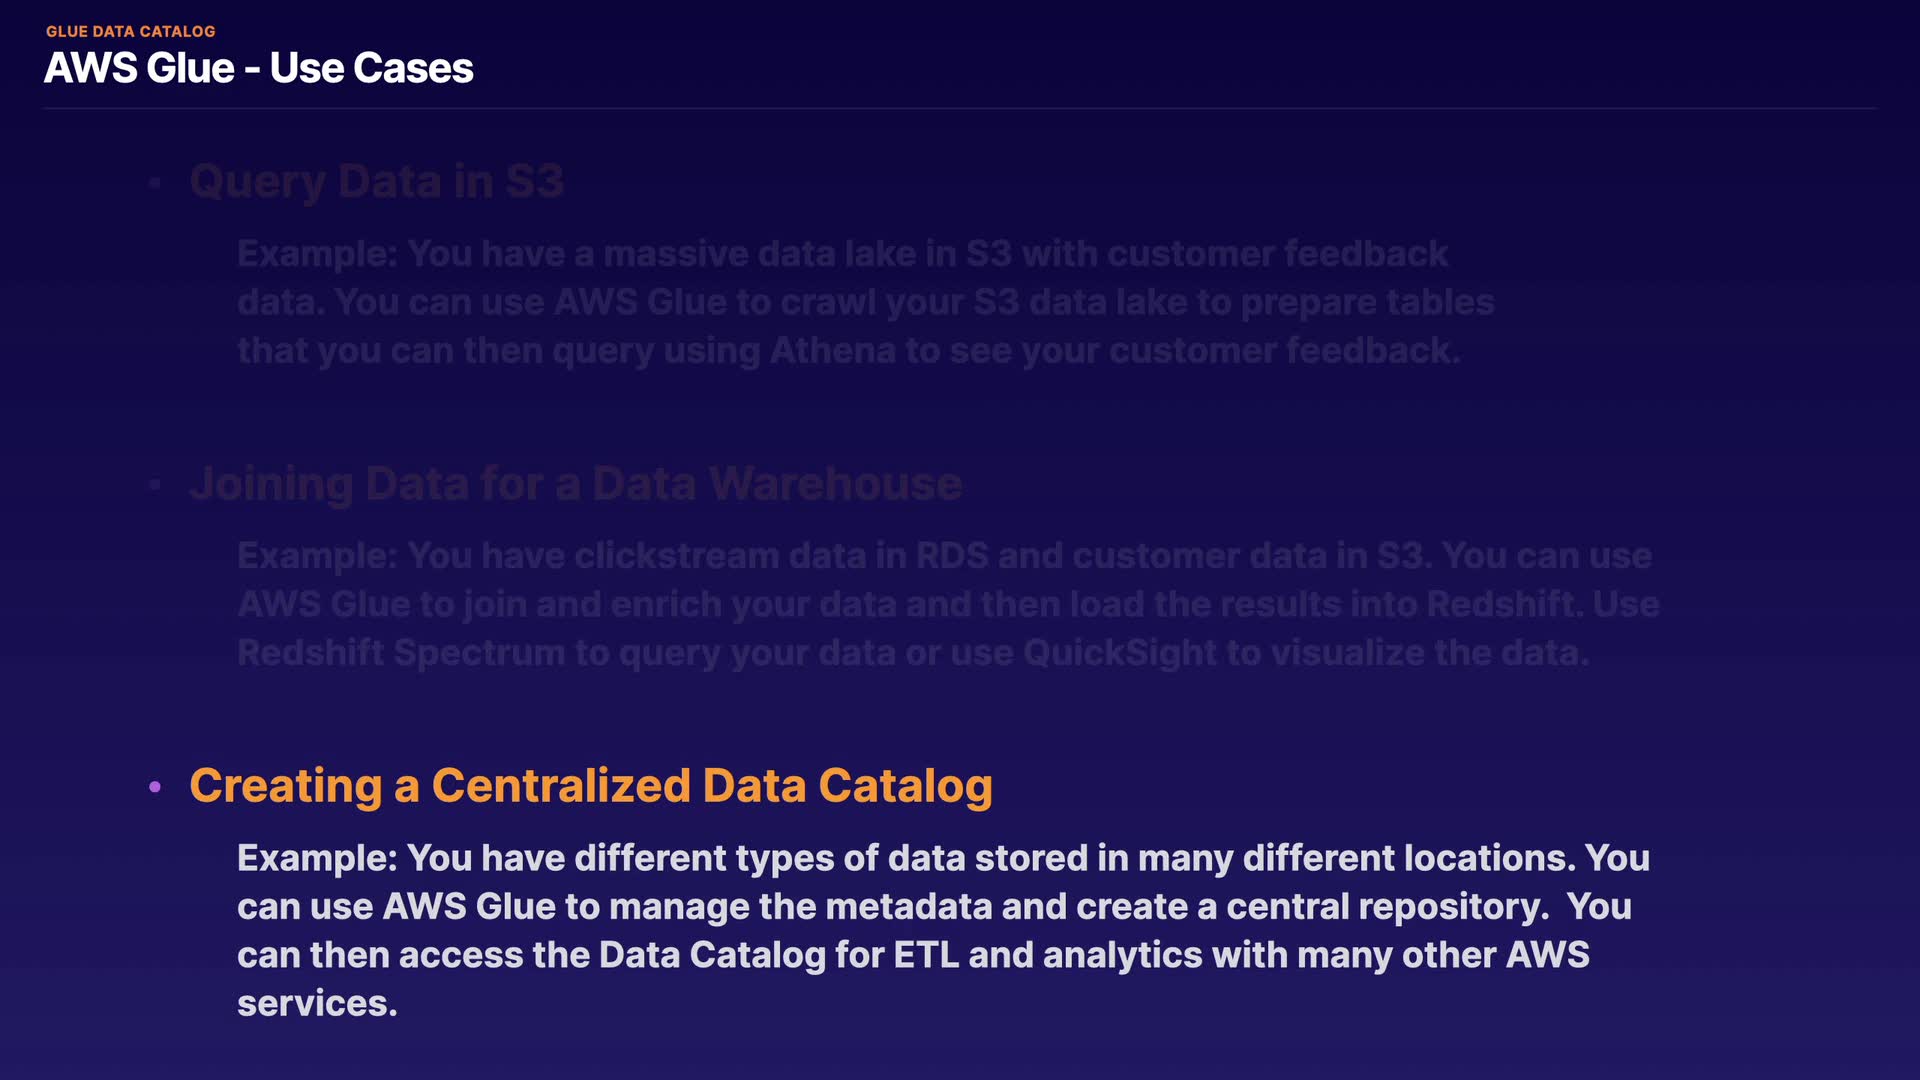 GLUE DATA CATALOG
AWS Glue - Use Cases
• Query Data in S3
Example: You have a massive data lake in S3 with customer feedback
data. You can use AWS Glue to crawl your S3 data lake to prepare tables
that you can then query using Athena to see your customer feedback.
• Joining Data for a Data Warehouse
Example: You have clickstream data in RDS and customer data in S3. You can use
AWS Glue to join and enrich your data and then load the results into Redshift. Use
Redshift Spectrum to query your data or use QuickSight to visualize the data.
• Creating a Centralized Data Catalog
Example: You have different types of data stored in many different locations. You
can use AWS Glue to manage the metadata and create a central repository.  You
can then access the Data Catalog for ETL and analytics with many other AWS
services.